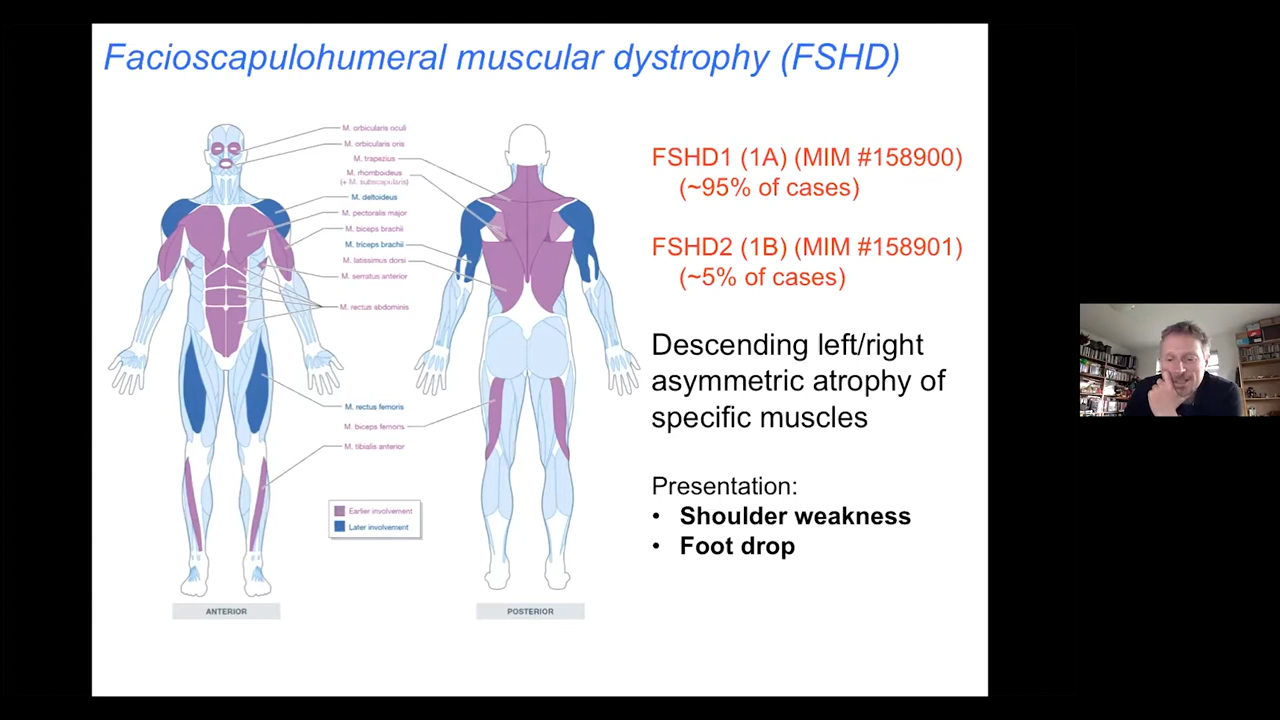 Facioscapulohumeral muscular dystrophy (FSHD)
M. orbicularis oculi
M. orbicularis oris
M. trapezius
M. rhomboideus
(+ M. subscapularis)
M. deltoideus
M. pectoralis major
M. biceps brachii
M. triceps brachii
M. latissimus dorsi
M. serratus anterior
M. rectus abdominis
M. rectus femoris
M. biceps femoris
M. tibialis anterior
Earlier involvement
Later involvement
ANTERIOR
POSTERIOR
FSHD1 (1A) (MIM #158900)
(~95% of cases)
FSHD2 (1B) (MIM #158901)
(~5% of cases)
Descending left/right
asymmetric atrophy of
specific muscles
Presentation:
• Shoulder weakness
• Foot drop